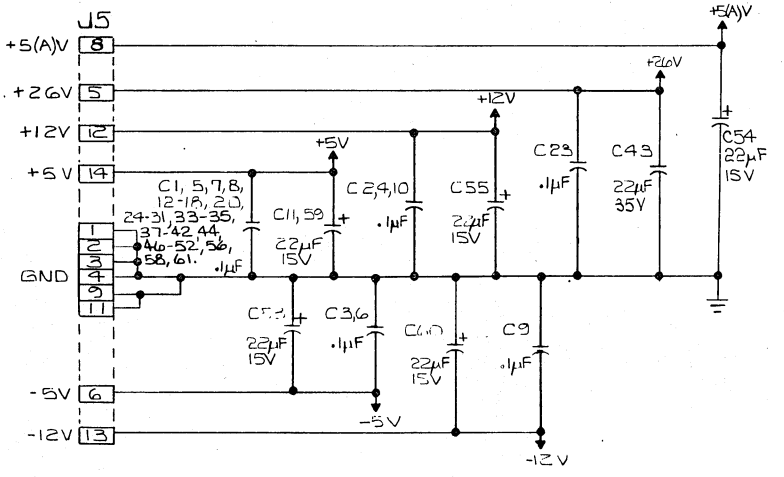 J5
+5(A)V
+5(A)V 8
+26V 5
+26V
+12V 12
+12V
+5V 14
+5V
C1, 5, 7, 8,
12-18, 20,
24-31, 33-35,
37-42 44,
46-52, 56,
58, 61.
.1µF
C11, 59
22µF
15V
C2, 4, 10
.1µF
C55
22µF
15V
C23
.1µF
C43
22µF
35V
C54
22µF
15V
+
+
+
1
2
3
GND 4
9
11
+
22µF
15V
C3,6
.1µF
+
22µF
15V
C9
.1µF
-5V 6
-5V
-12V 13
-12V